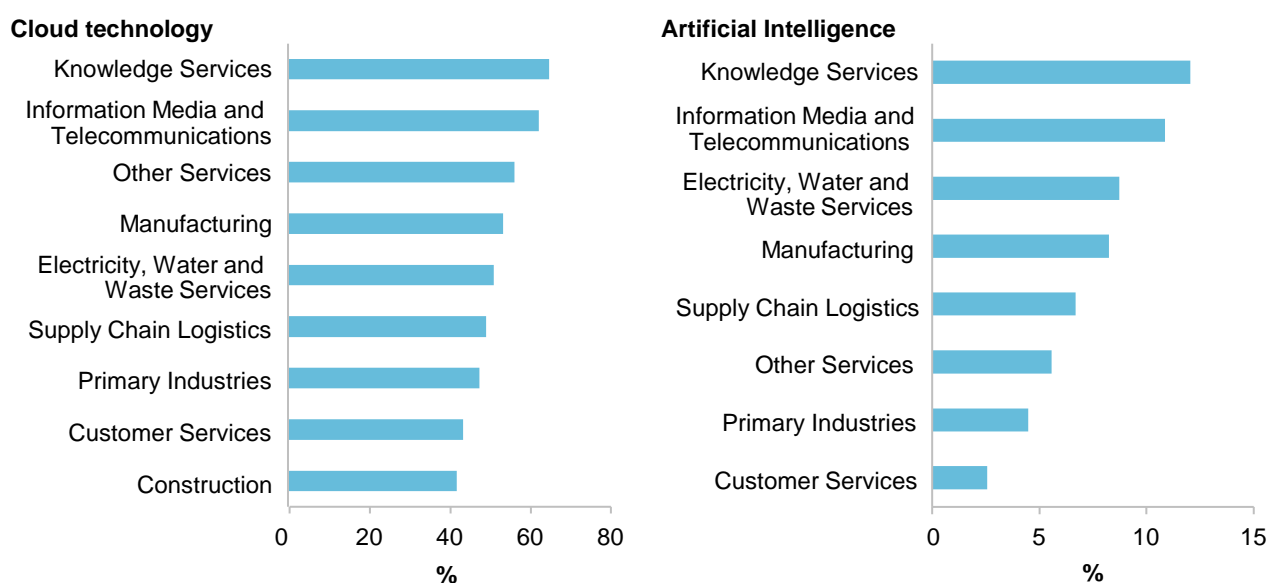 Cloud technology
Knowledge Services
Information Media and
Telecommunications
Other Services
Manufacturing
Electricity, Water and
Waste Services
Supply Chain Logistics
Primary Industries
Customer Services
Construction
0 20 40 60 80
%
Artificial Intelligence
Knowledge Services
Information Media and
Telecommunications
Electricity, Water and
Waste Services
Manufacturing
Supply Chain Logistics
Other Services
Primary Industries
Customer Services
0 5 10 15
%